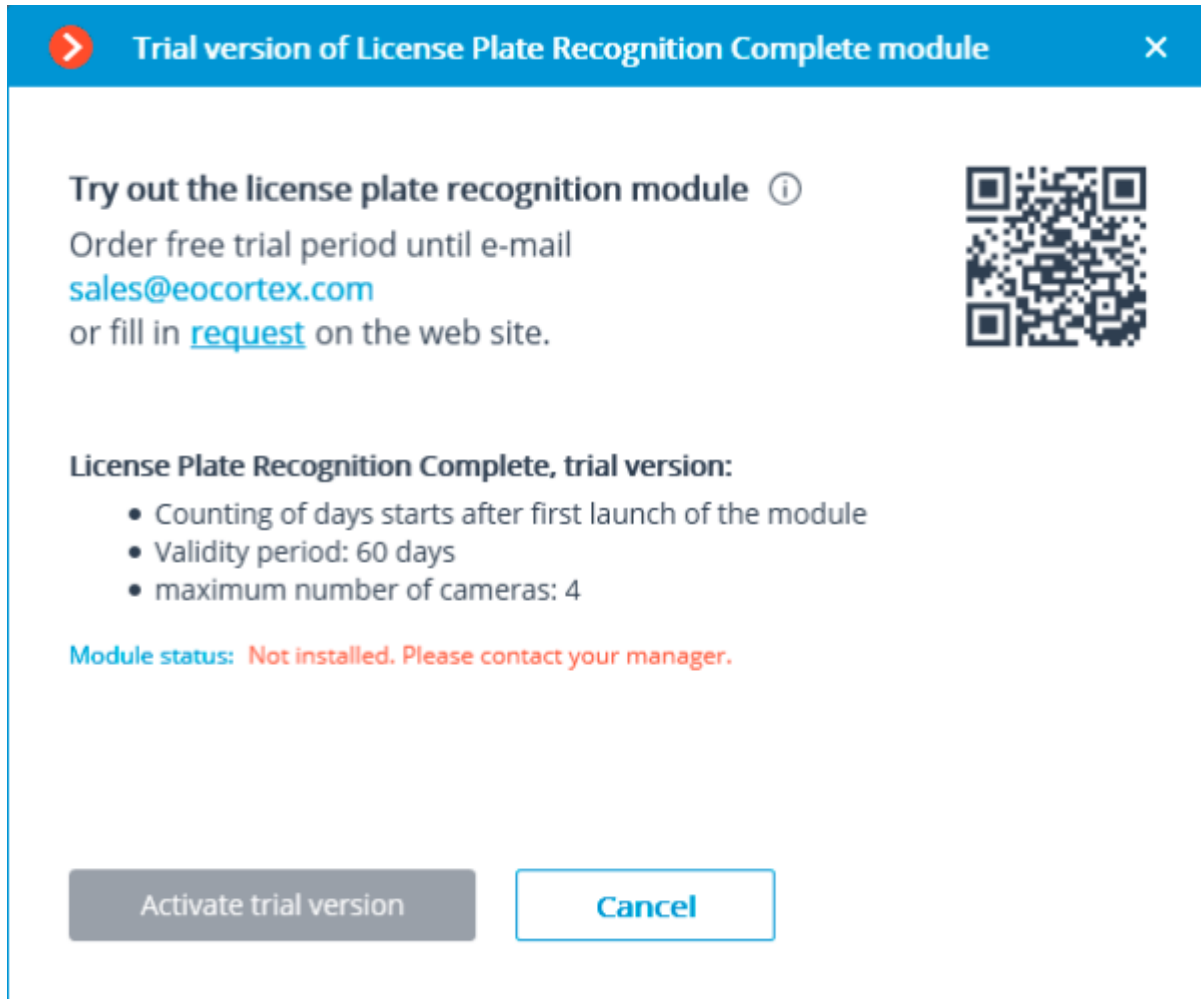 Trial version of License Plate Recognition Complete module
Try out the license plate recognition module
Order free trial period until e-mail
sales@eocortex.com
or fill in request on the web site.
License Plate Recognition Complete, trial version:
• Counting of days starts after first launch of the module
• Validity period: 60 days
• maximum number of cameras: 4
Module status: Not installed. Please contact your manager.
Activate trial version
Cancel